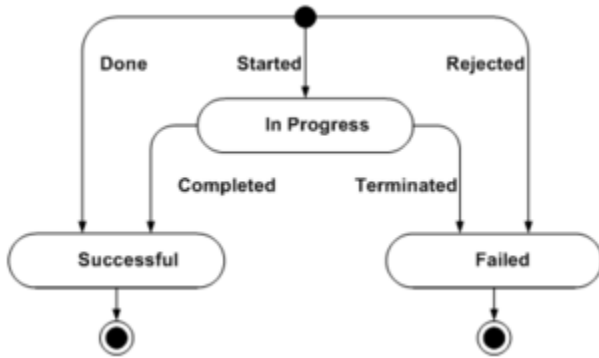 Done
Started
Rejected
In Progress
Completed
Terminated
Successful
Failed